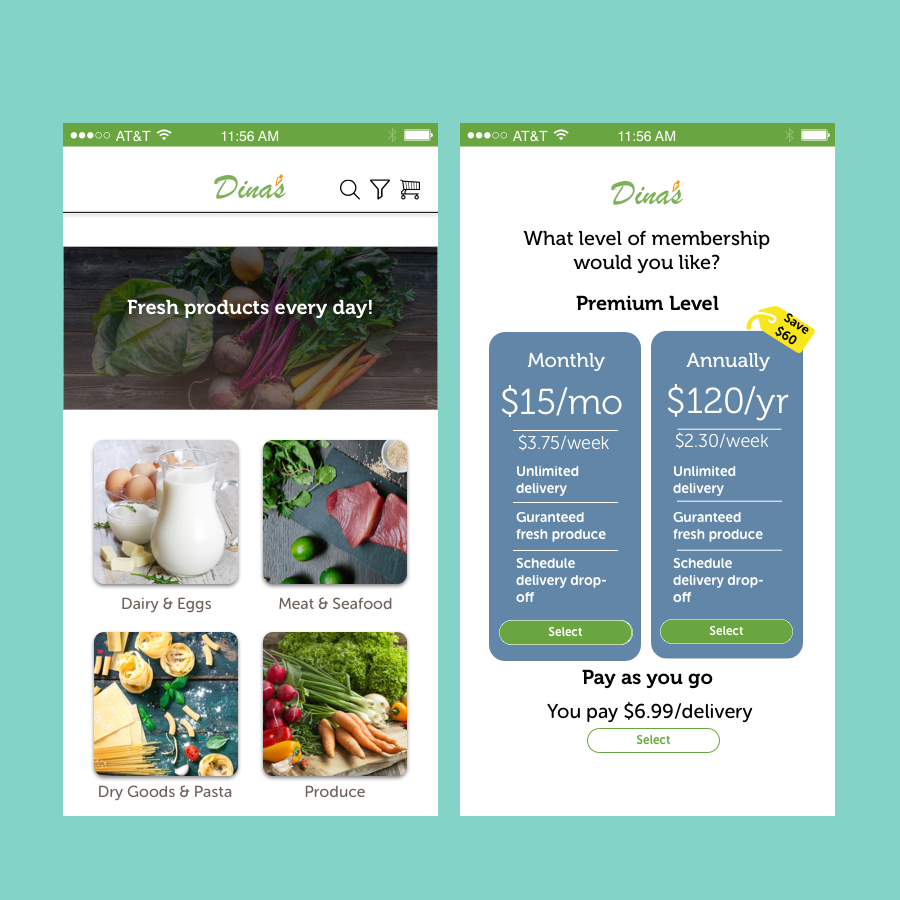 AT&T 11:56 AM
Dina's
Fresh products every day!
Dairy & Eggs
Meat & Seafood
Dry Goods & Pasta
Produce
AT&T 11:56 AM
Dina's
What level of membership
would you like?
Premium Level
Save
$60
Monthly
$15/mo
$3.75/week
Unlimited
delivery
Guranteed
fresh produce
Schedule
delivery drop-
off
Select
Annually
$120/yr
$2.30/week
Unlimited
delivery
Guranteed
fresh produce
Schedule
delivery drop-
off
Select
Pay as you go
You pay $6.99/delivery
Select